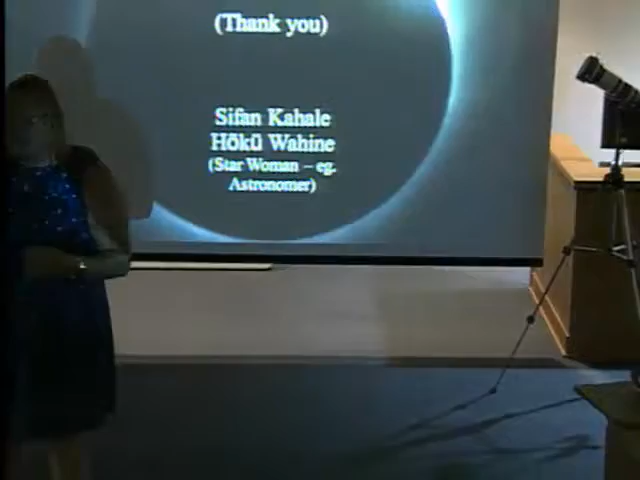 (Thank you)
Sifan Kahale
Hōkū Wahine
(Star Woman – eg.
Astronomer)